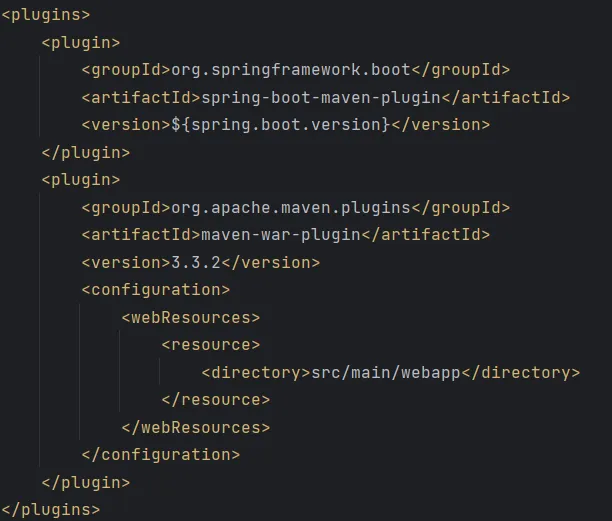 <plugins>
    <plugin>
        <groupId>org.springframework.boot</groupId>
        <artifactId>spring-boot-maven-plugin</artifactId>
        <version>${spring.boot.version}</version>
    </plugin>
    <plugin>
        <groupId>org.apache.maven.plugins</groupId>
        <artifactId>maven-war-plugin</artifactId>
        <version>3.3.2</version>
        <configuration>
            <webResources>
                <resource>
                    <directory>src/main/webapp</directory>
                </resource>
            </webResources>
        </configuration>
    </plugin>
</plugins>